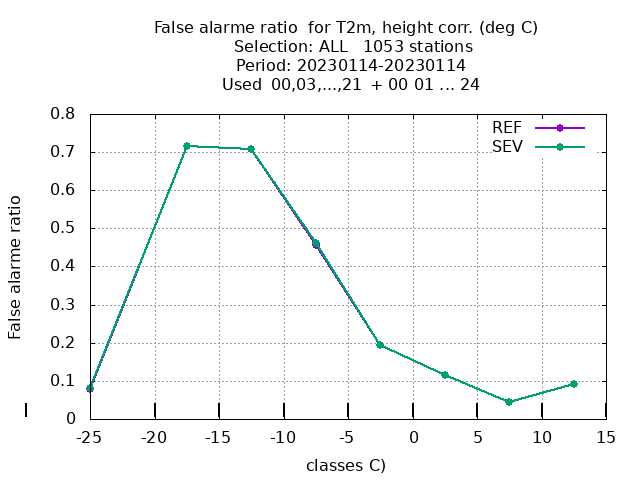 False alarme ratio  for T2m, height corr. (deg C)
Selection: ALL   1053 stations
Period: 20230114-20230114
Used  00,03,...,21  + 00 01 ... 24
REF
SEV
False alarme ratio
0.8
0.7
0.6
0.5
0.4
0.3
0.2
0.1
0
-25 -20 -15 -10 -5 0 5 10 15
classes C)